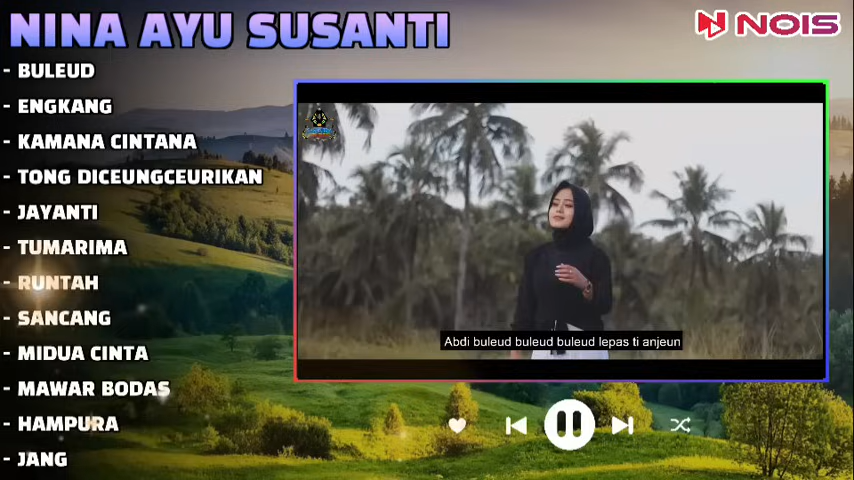 NINA AYU SUSANTI
NOIS
- BULEUD
- ENGKANG
- KAMANA CINTANA
- TONG DICEUNGCEURIKAN
- JAYANTI
- TUMARIMA
- RUNTAH
- SANCANG
- MIDUA CINTA
- MAWAR BODAS
- HAMPURA
- JANG
Abdi buleud buleud buleud lepas ti anjeun